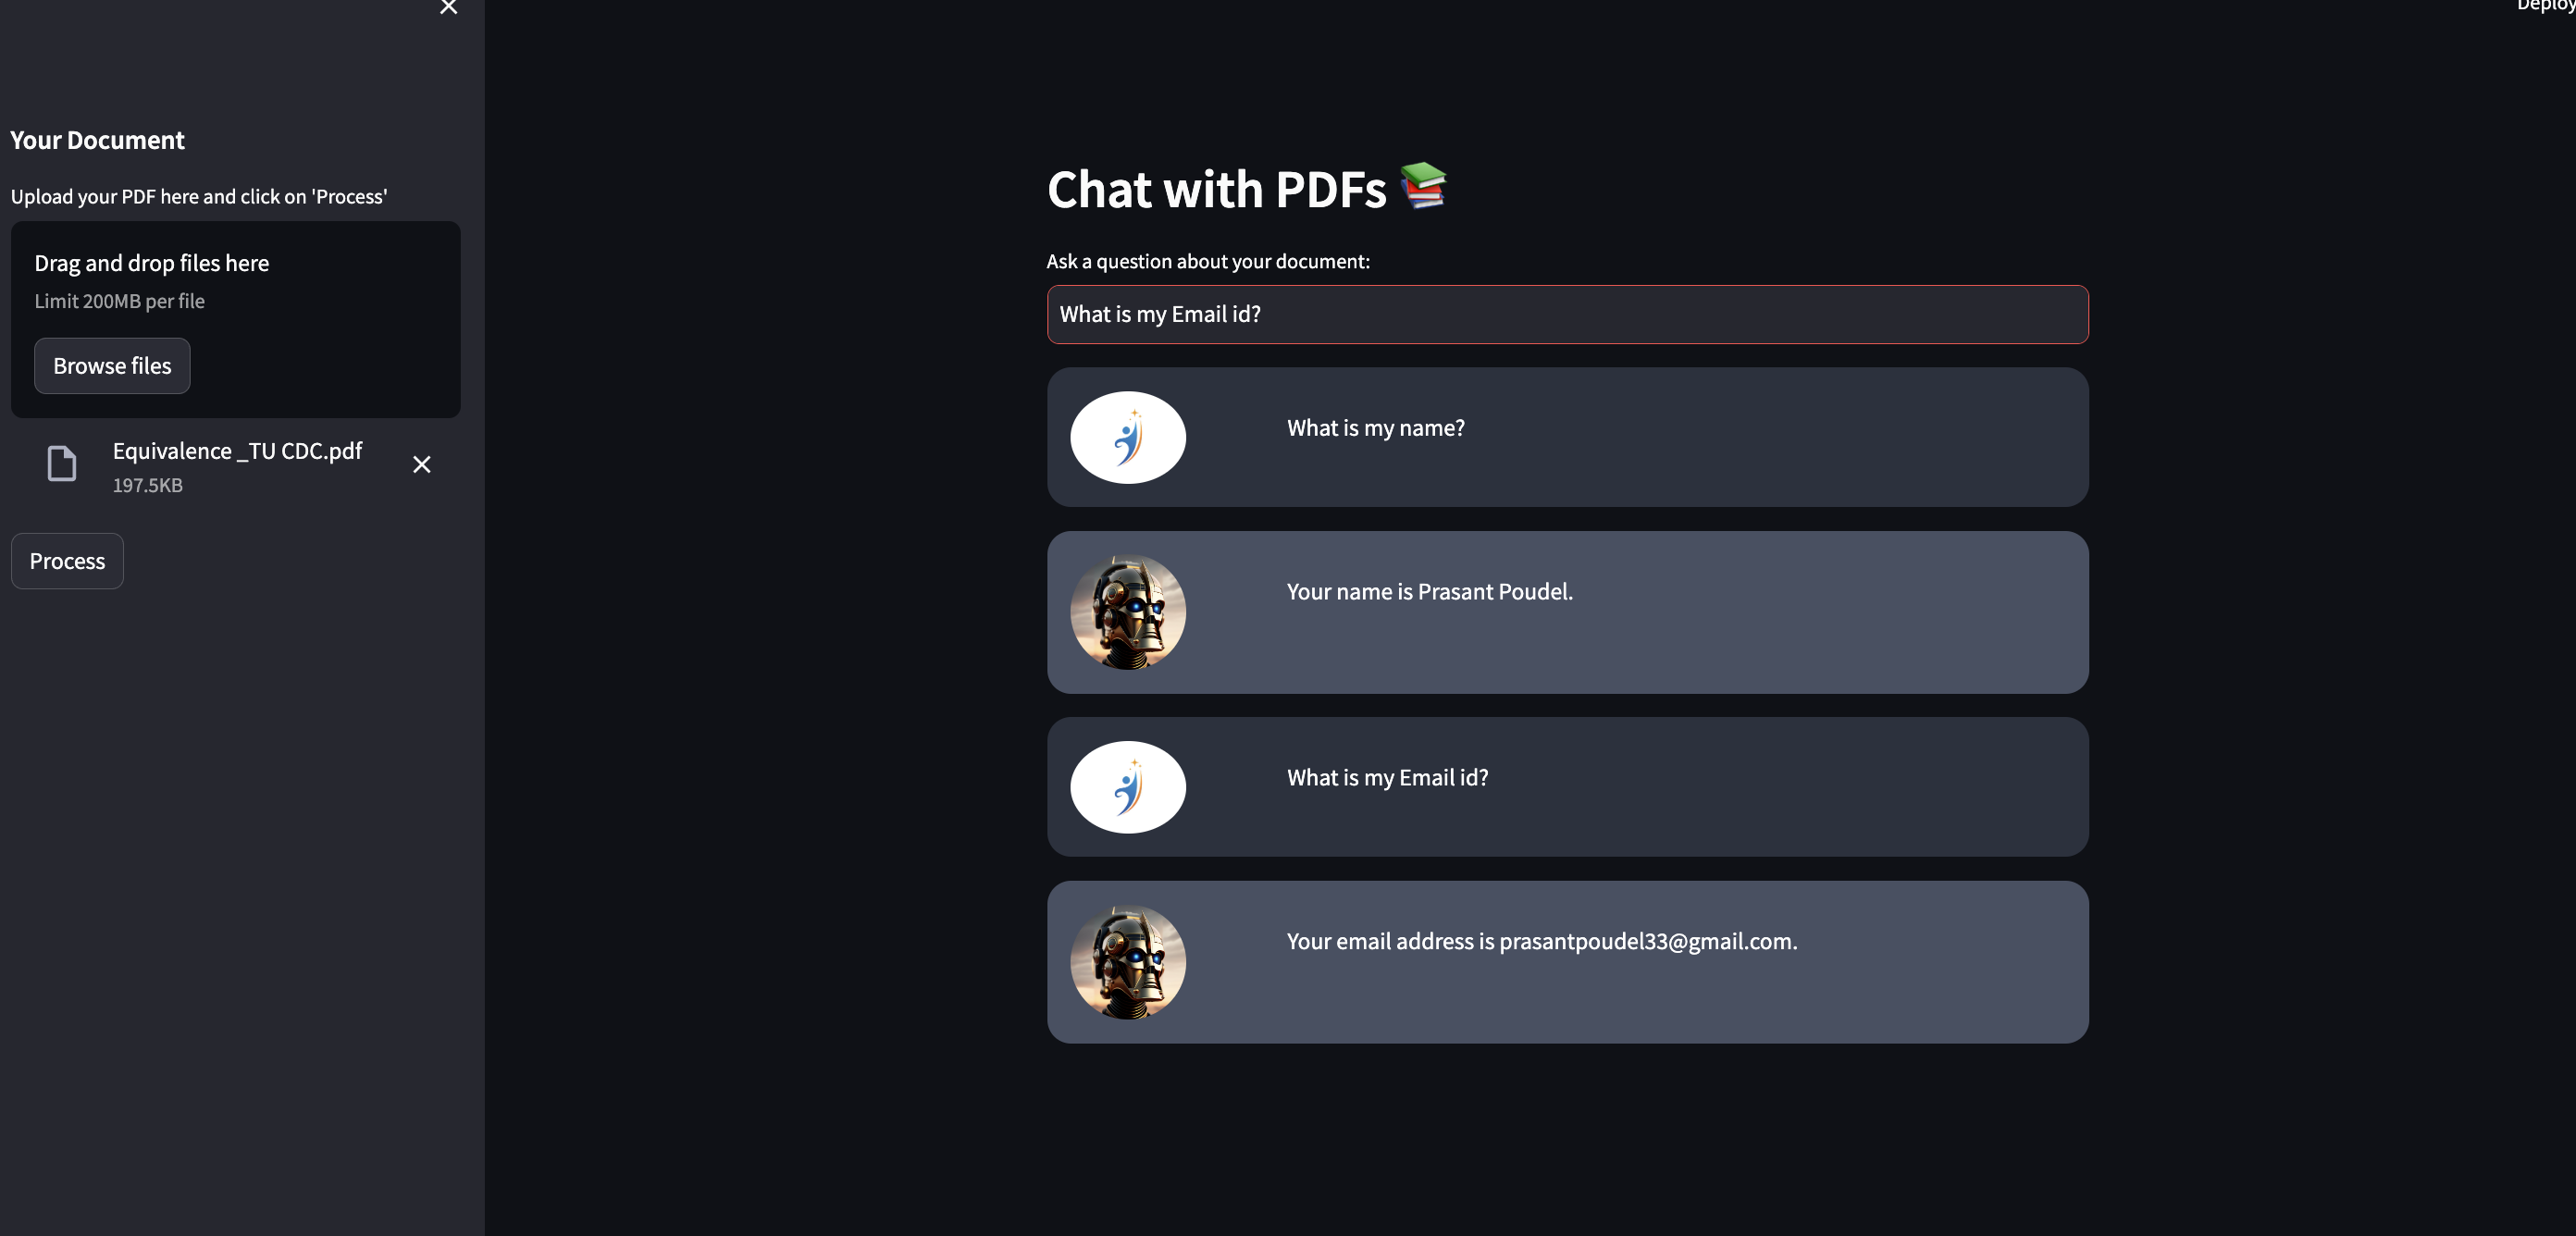 Deploy
Your Document
Upload your PDF here and click on 'Process'
Drag and drop files here
Limit 200MB per file
Browse files
Equivalence _TU CDC.pdf
197.5KB
Process
Chat with PDFs
Ask a question about your document:
What is my Email id?
What is my name?
Your name is Prasant Poudel.
What is my Email id?
Your email address is prasantpoudel33@gmail.com.